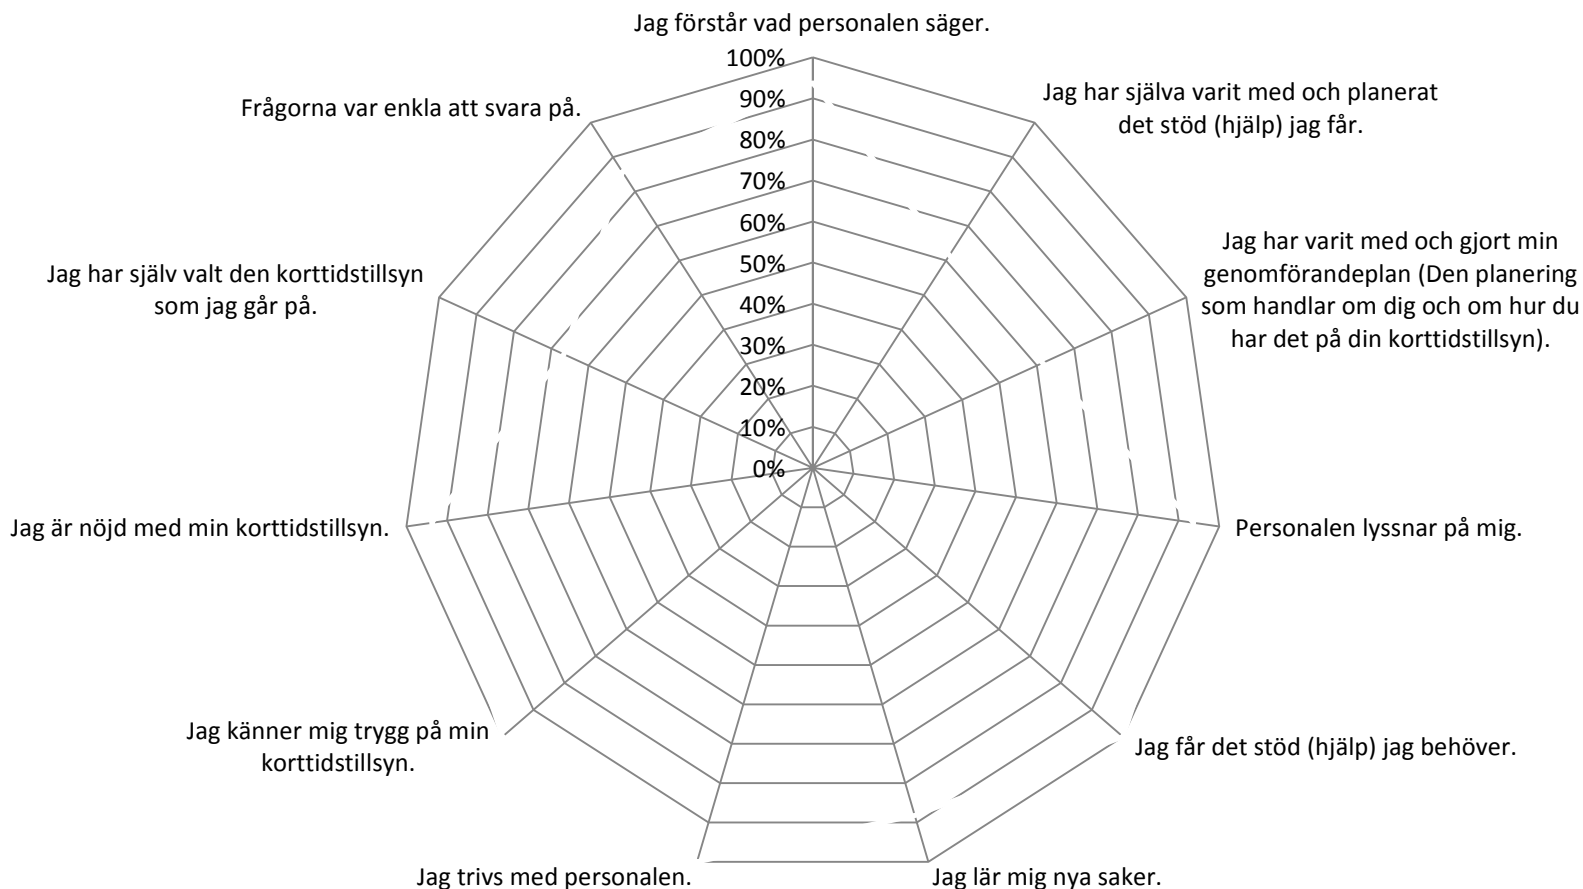 Jag förstår vad personalen säger.
100%
90%
80%
70%
60%
50%
40%
30%
20%
10%
0%
Jag har själva varit med och planerat
det stöd (hjälp) jag får.
Jag har varit med och gjort min
genomförandeplan (Den planering
som handlar om dig och om hur du
har det på din korttidstillsyn).
Personalen lyssnar på mig.
Jag får det stöd (hjälp) jag behöver.
Jag lär mig nya saker.
Jag trivs med personalen.
Jag känner mig trygg på min
korttidstillsyn.
Jag är nöjd med min korttidstillsyn.
Jag har själv valt den korttidstillsyn
som jag går på.
Frågorna var enkla att svara på.